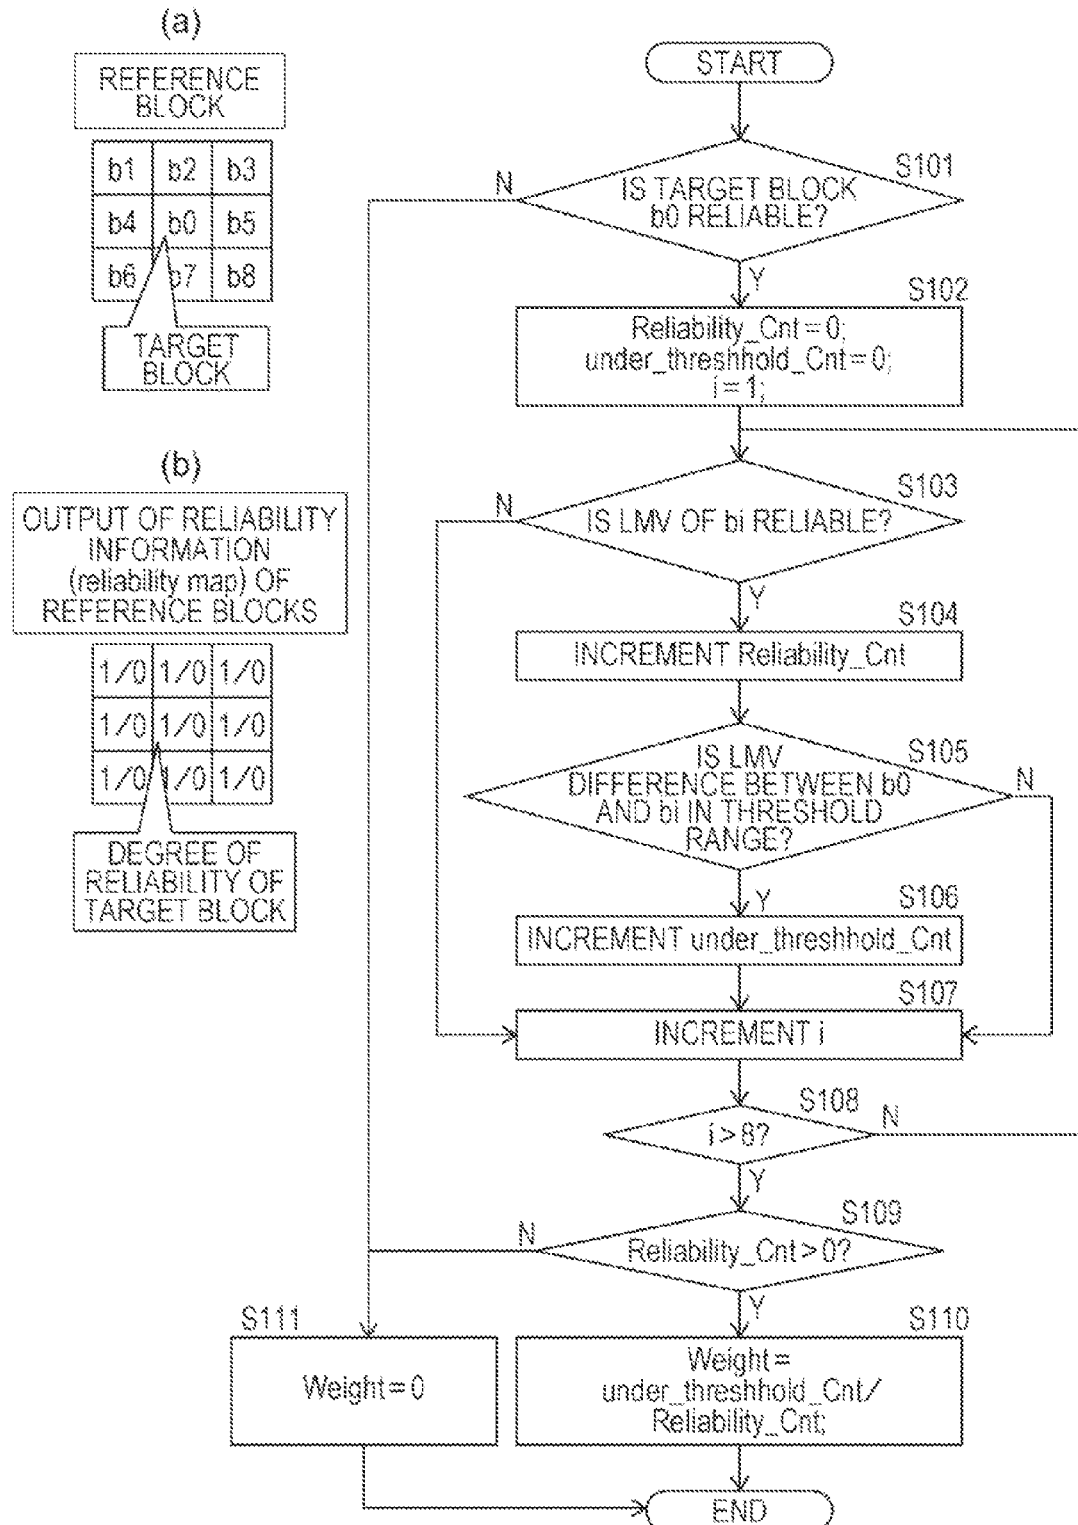 (a)
REFERENCE
BLOCK
b1 b2 b3
b4 b0 b5
b6 b7 b8
TARGET
BLOCK
(b)
OUTPUT OF RELIABILITY
INFORMATION
(reliability map) OF
REFERENCE BLOCKS
1/0 1/0 1/0
1/0 1/0 1/0
1/0 1/0 1/0
DEGREE OF
RELIABILITY OF
TARGET BLOCK
START
S101
N
IS TARGET BLOCK
b0 RELIABLE?
Y
S102
Reliability_Cnt=0;
under_threshhold_Cnt=0;
i=1;
S103
N
IS LMV OF bi RELIABLE?
Y
S104
INCREMENT Reliability_Cnt
S105
IS LMV
DIFFERENCE BETWEEN b0
AND bi IN THRESHOLD
RANGE?
N
Y
S106
INCREMENT under_threshhold_Cnt
S107
INCREMENT i
S108
i>8?
N
Y
S109
N
Reliability_Cnt>0?
Y
S111
Weight=0
S110
Weight=
under_threshhold_Cnt/
Reliability_Cnt;
END